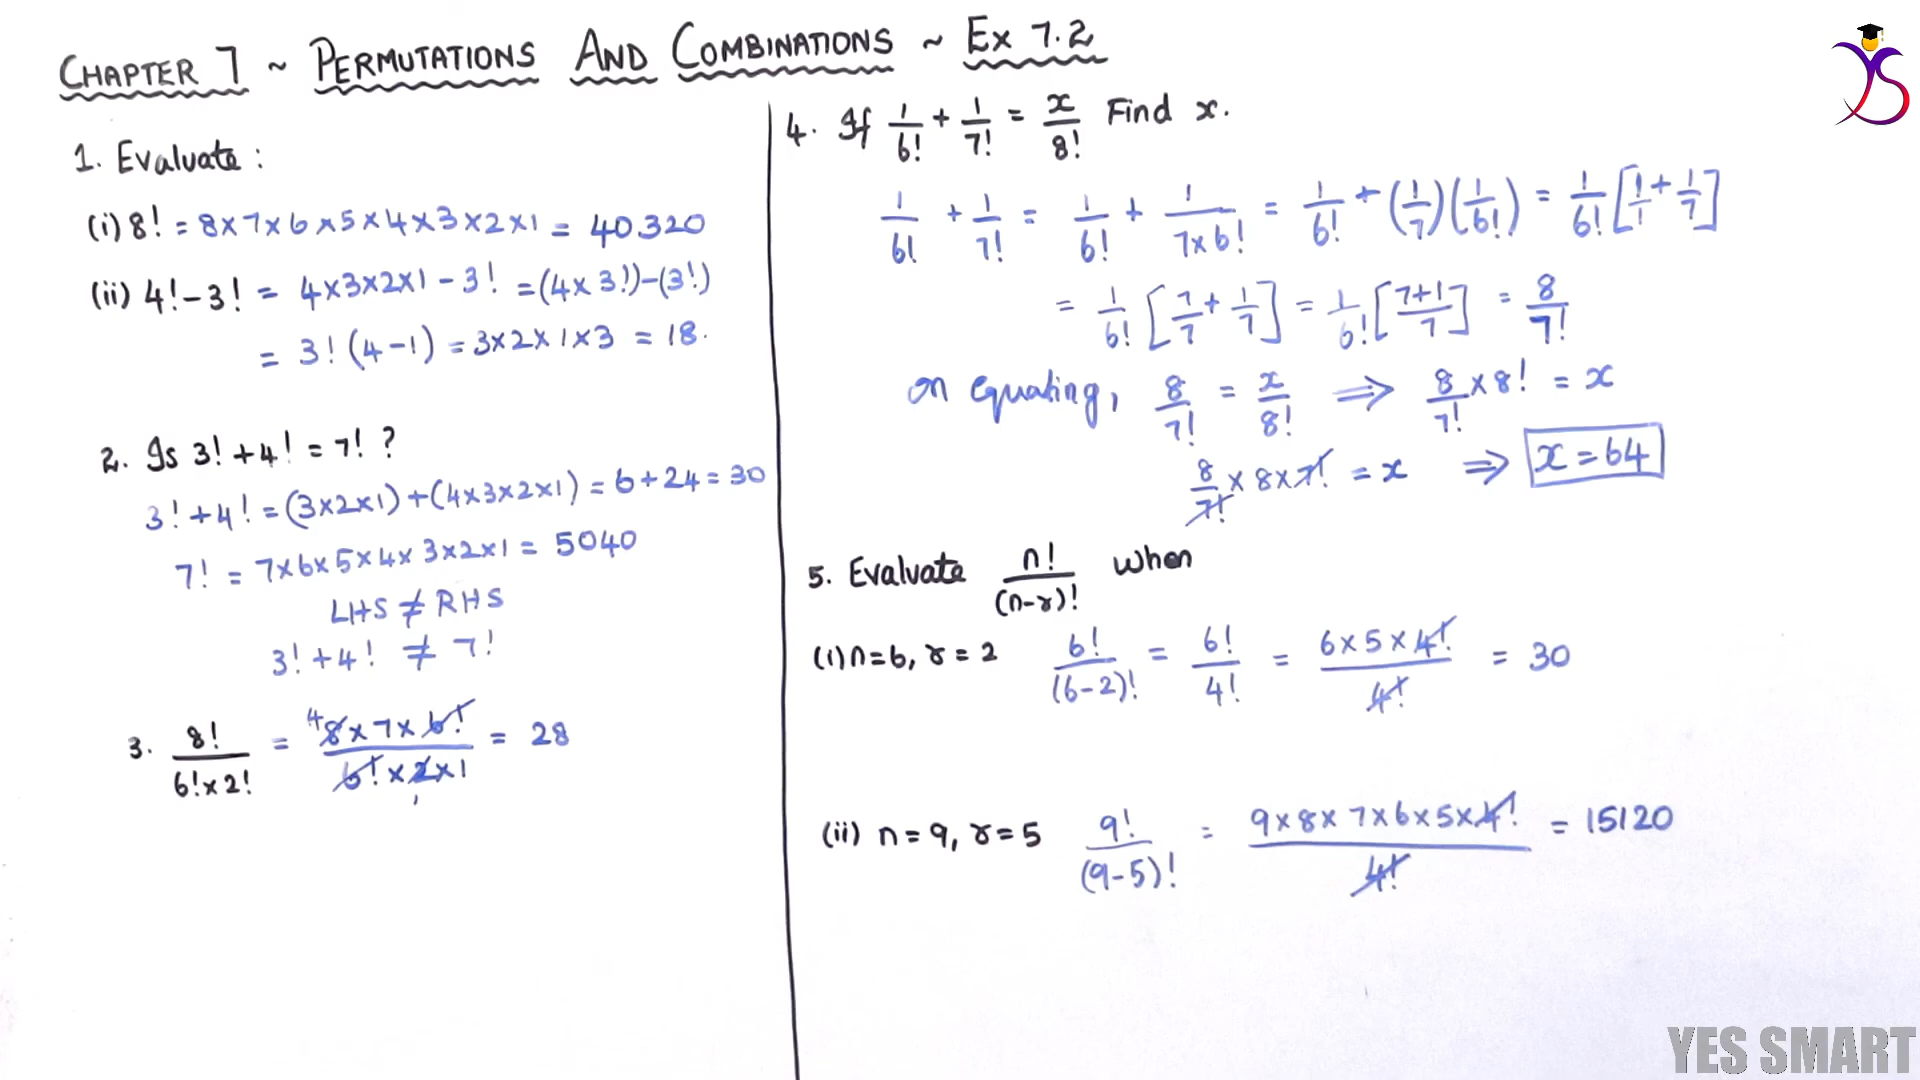 CHAPTER 7 ~ PERMUTATIONS AND COMBINATIONS ~ Ex 7.2
1. Evaluate :
(i) 8! = 8×7×6×5×4×3×2×1 = 40320
(ii) 4!-3! = 4×3×2×1 - 3! = (4×3!)-(3!)
= 3!(4-1) = 3×2×1×3 = 18.
2. Is 3!+4! = 7! ?
3!+4! = (3×2×1)+(4×3×2×1) = 6+24 = 30
7! = 7×6×5×4×3×2×1 = 5040
LHS ≠ RHS
3!+4! ≠ 7!
3. 8!/(6!×2!) = (4 8×7×6!)/(6!×2×1) = 28
4. If 1/6! + 1/7! = x/8! Find x.
1/6! + 1/7! = 1/6! + 1/(7×6!) = 1/6! + (1/7)(1/6!) = 1/6! [1/1 + 1/7]
= 1/6! [7/7 + 1/7] = 1/6! [(7+1)/7] = 8/7!
On equating, 8/7! = x/8! ⟹ 8/7! × 8! = x
8/7! × 8×7! = x ⟹ x = 64
5. Evaluate n!/(n-r)! when
(i) n=6, r=2 6!/(6-2)! = 6!/4! = (6×5×4!)/4! = 30
(ii) n=9, r=5 9!/(9-5)! = (9×8×7×6×5×4!)/4! = 15120
YS
YES SMART